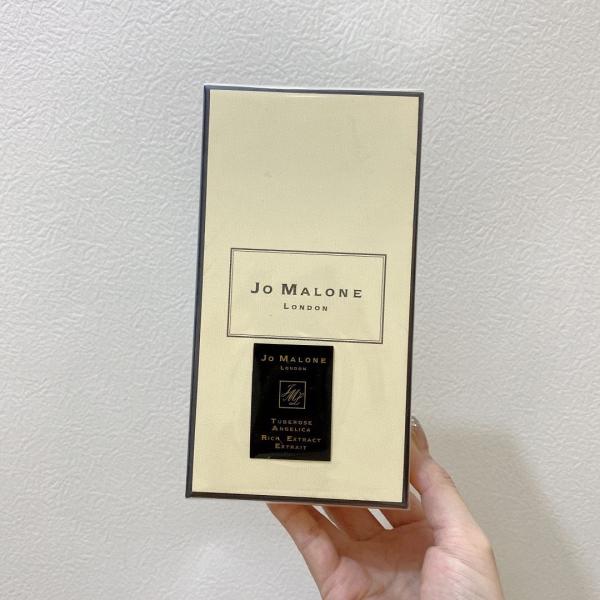 JO MALONE
LONDON
JO MALONE
LONDON
TUBEROSE
ANGELICA
RICH EXTRACT
EXTRAIT